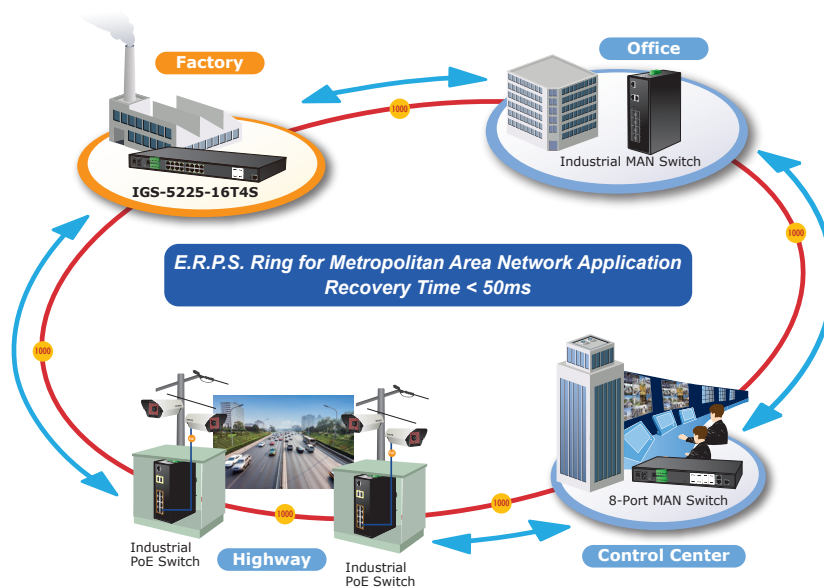 Factory
Office
1000
Industrial MAN Switch
IGS-5225-16T4S
1000
E.R.P.S. Ring for Metropolitan Area Network Application
Recovery Time < 50ms
1000
1000
1000
8-Port MAN Switch
Industrial
PoE Switch
Highway
Industrial
PoE Switch
Control Center